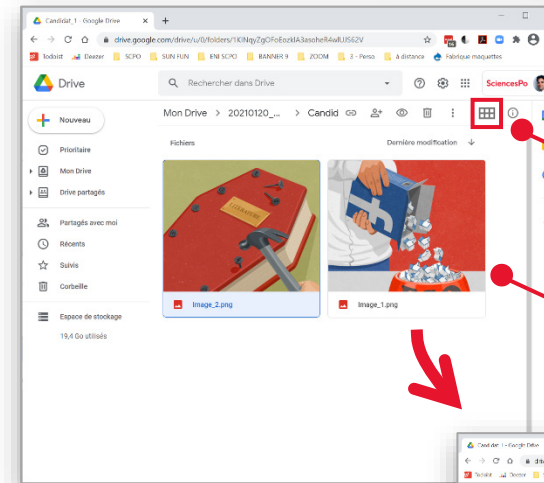 Candidat_1 - Google Drive
drive.google.com/drive/u/0/folders/
Todoist Deezer SCPO SUN FUN ENI SCPO BANNER 9 ZOOM 3 - Perso à distance Fabrique maquettes
Drive
Rechercher dans Drive
SciencesPo
Nouveau
Mon Drive > 20210120_... > Candid
Fichiers
Dernière modification
Prioritaire
Mon Drive
Drive partagés
Partagés avec moi
Récents
Suivis
Corbeille
Espace de stockage
19,4 Go utilisés
Image_2.png
Image_1.png
Candidat_1 - Google Drive
Todoist Deezer